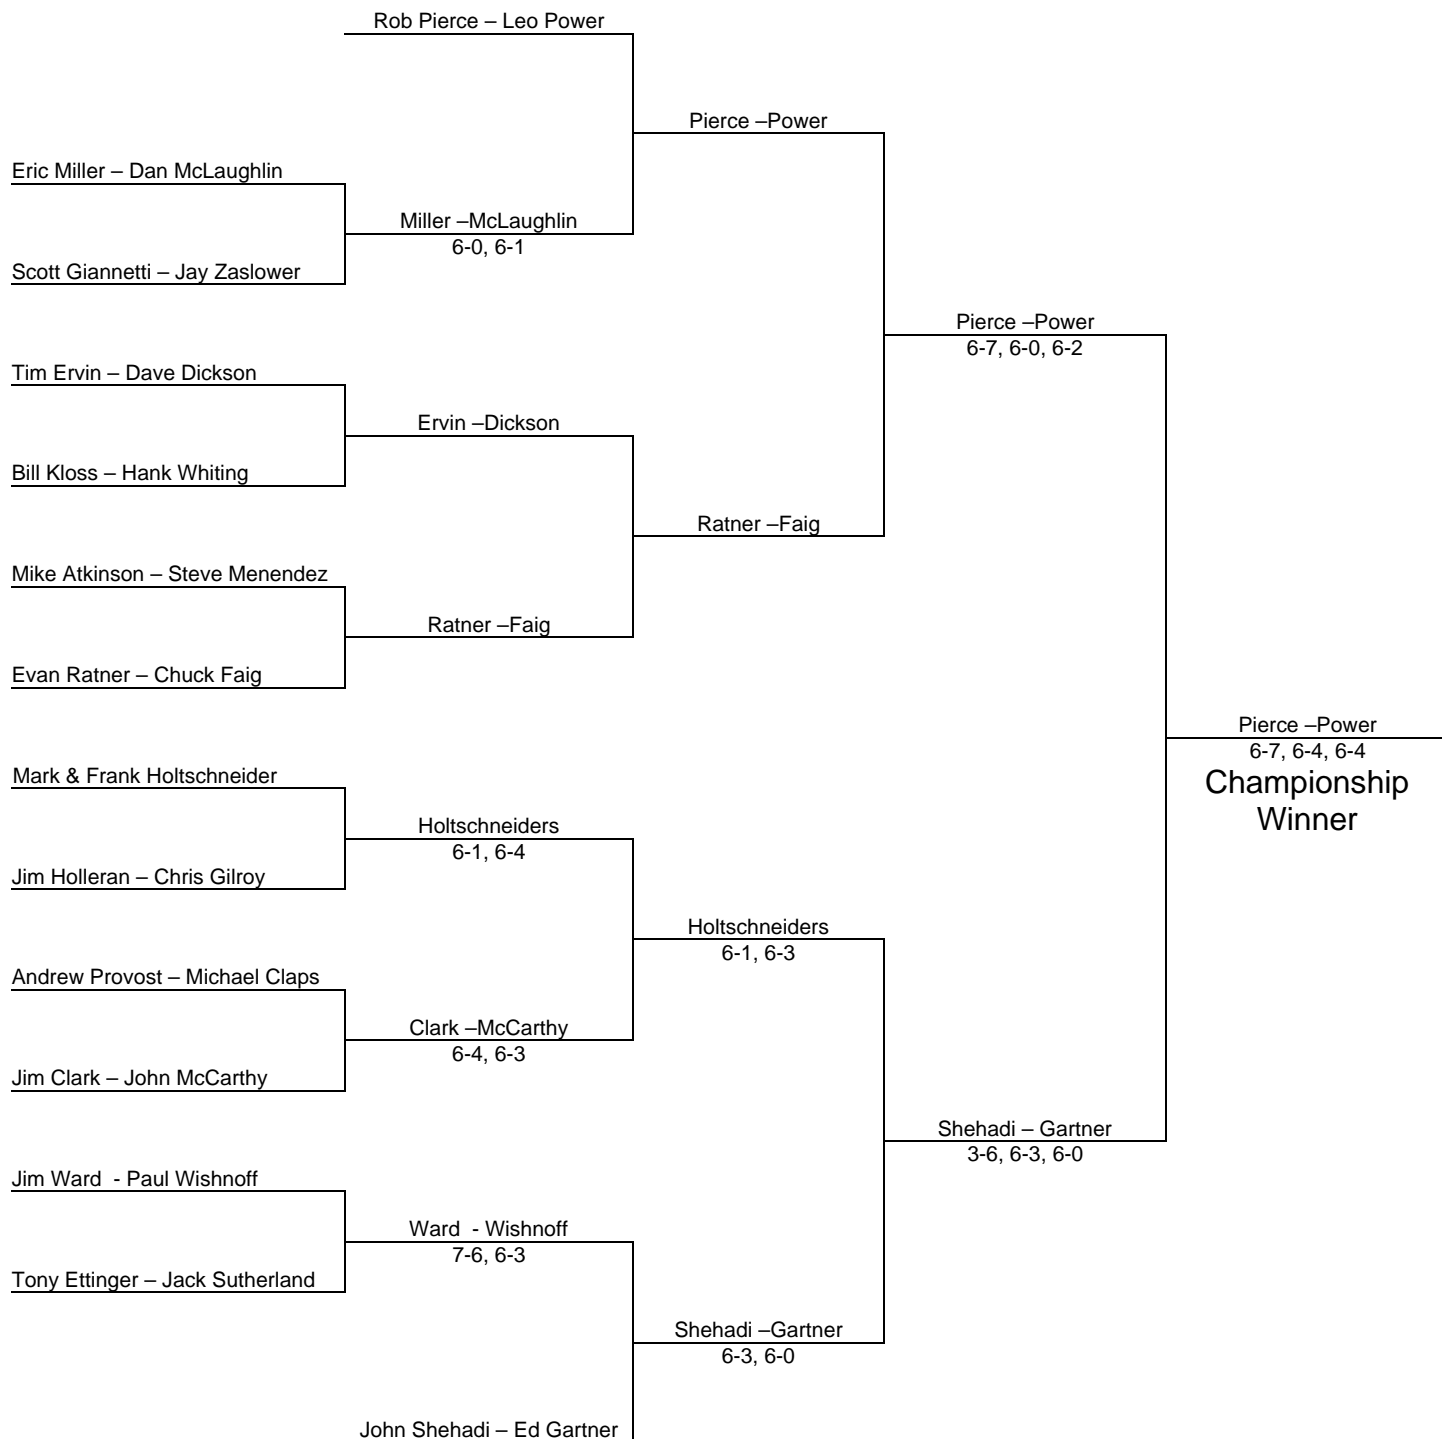 Rob Pierce – Leo Power
Pierce –Power
Eric Miller – Dan McLaughlin
Miller –McLaughlin
6-0, 6-1
Scott Giannetti – Jay Zaslower
Pierce –Power
6-7, 6-0, 6-2
Tim Ervin – Dave Dickson
Ervin –Dickson
Bill Kloss – Hank Whiting
Ratner –Faig
Mike Atkinson – Steve Menendez
Ratner –Faig
Evan Ratner – Chuck Faig
Pierce –Power
6-7, 6-4, 6-4
Championship
Winner
Mark & Frank Holtschneider
Holtschneiders
6-1, 6-4
Jim Holleran – Chris Gilroy
Holtschneiders
6-1, 6-3
Andrew Provost – Michael Claps
Clark –McCarthy
6-4, 6-3
Jim Clark – John McCarthy
Shehadi – Gartner
3-6, 6-3, 6-0
Jim Ward  - Paul Wishnoff
Ward  - Wishnoff
7-6, 6-3
Tony Ettinger – Jack Sutherland
Shehadi –Gartner
6-3, 6-0
John Shehadi – Ed Gartner